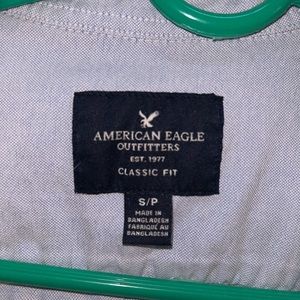 AMERICAN EAGLE
OUTFITTERS
EST. 1977
CLASSIC FIT
S/P
MADE IN
BANGLADESH
FABRIQUÉ AU
BANGLADESH